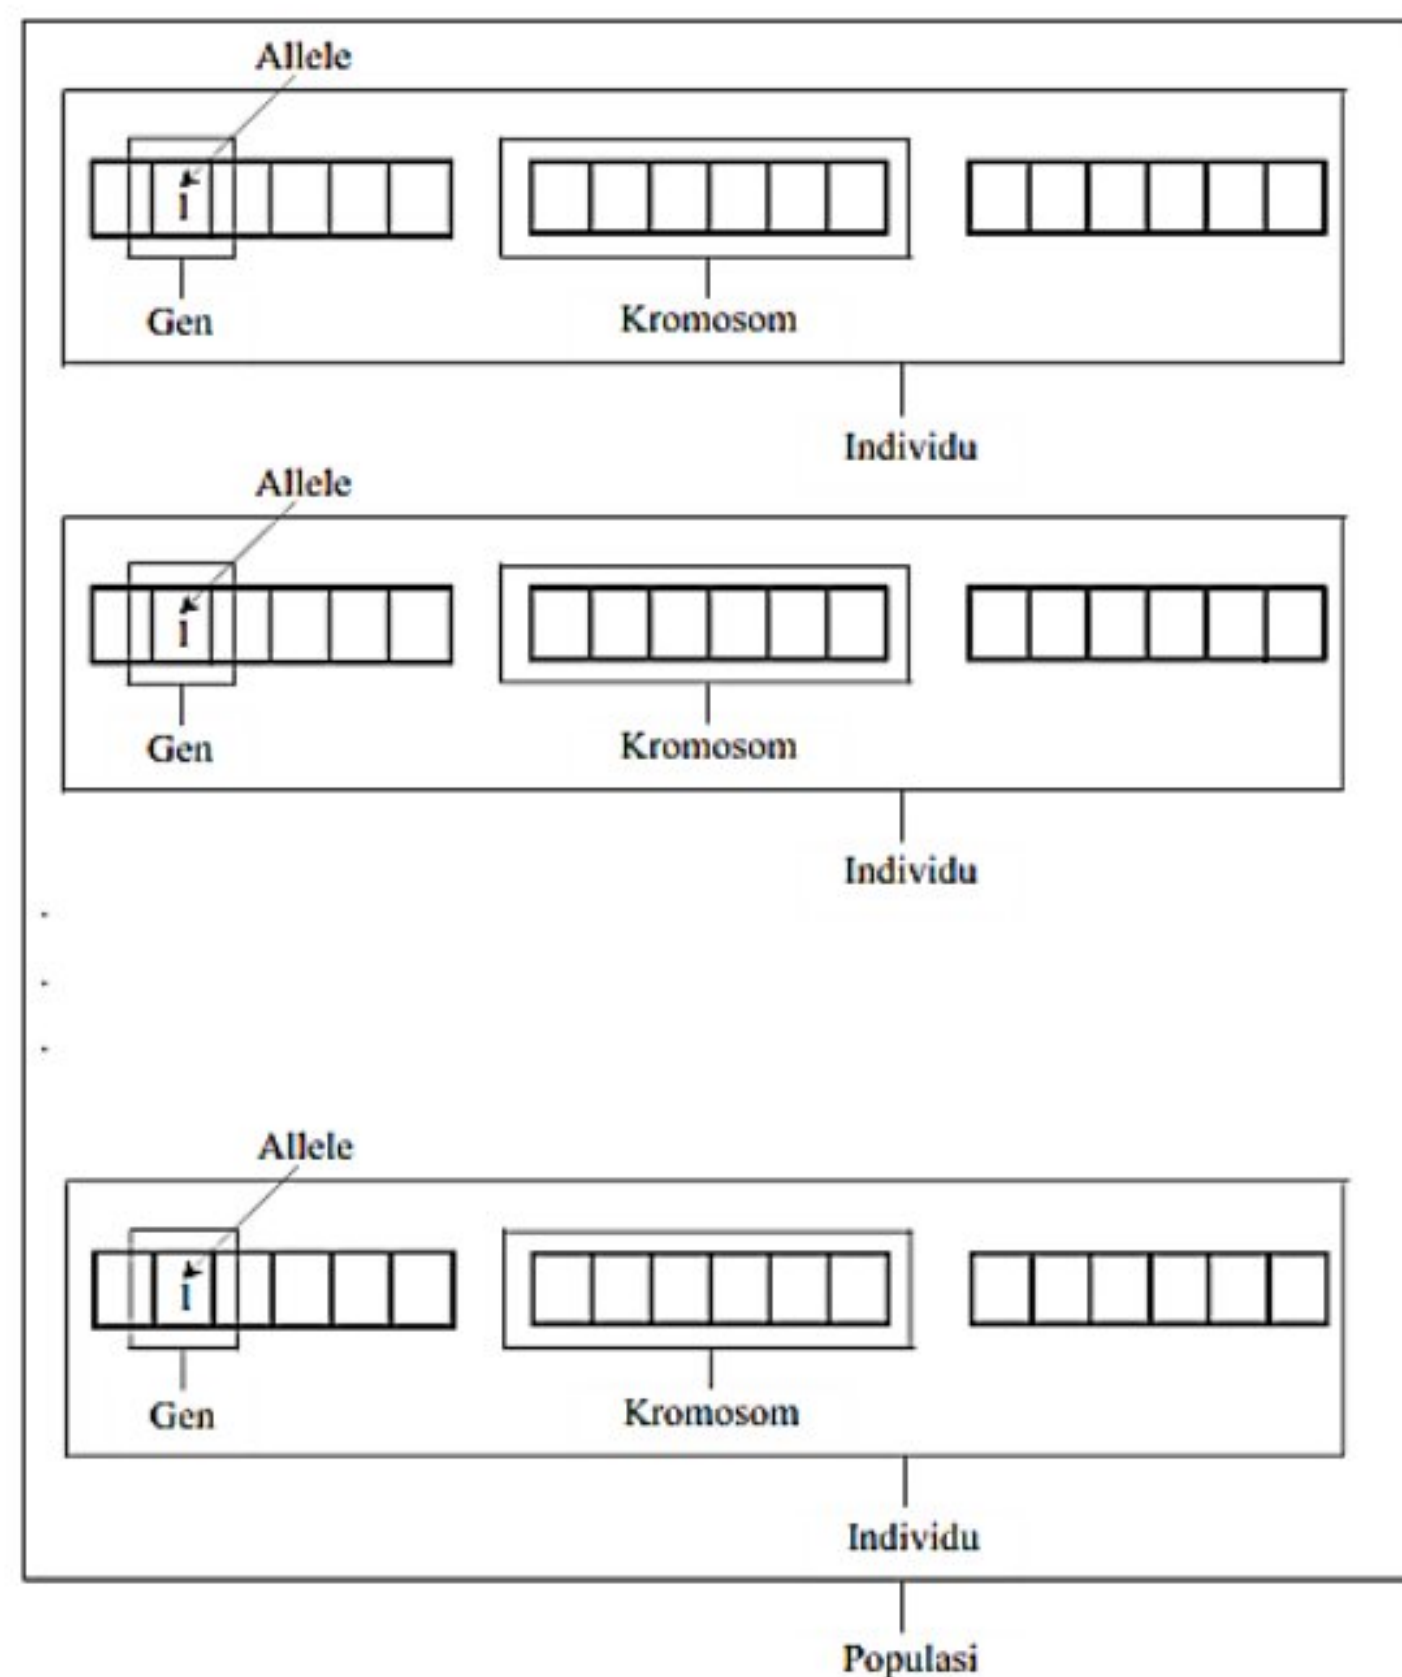 Allele
1
Gen
Kromosom
Individu
Allele
1
Gen
Kromosom
Individu
.
.
.
Allele
1
Gen
Kromosom
Individu
Populasi